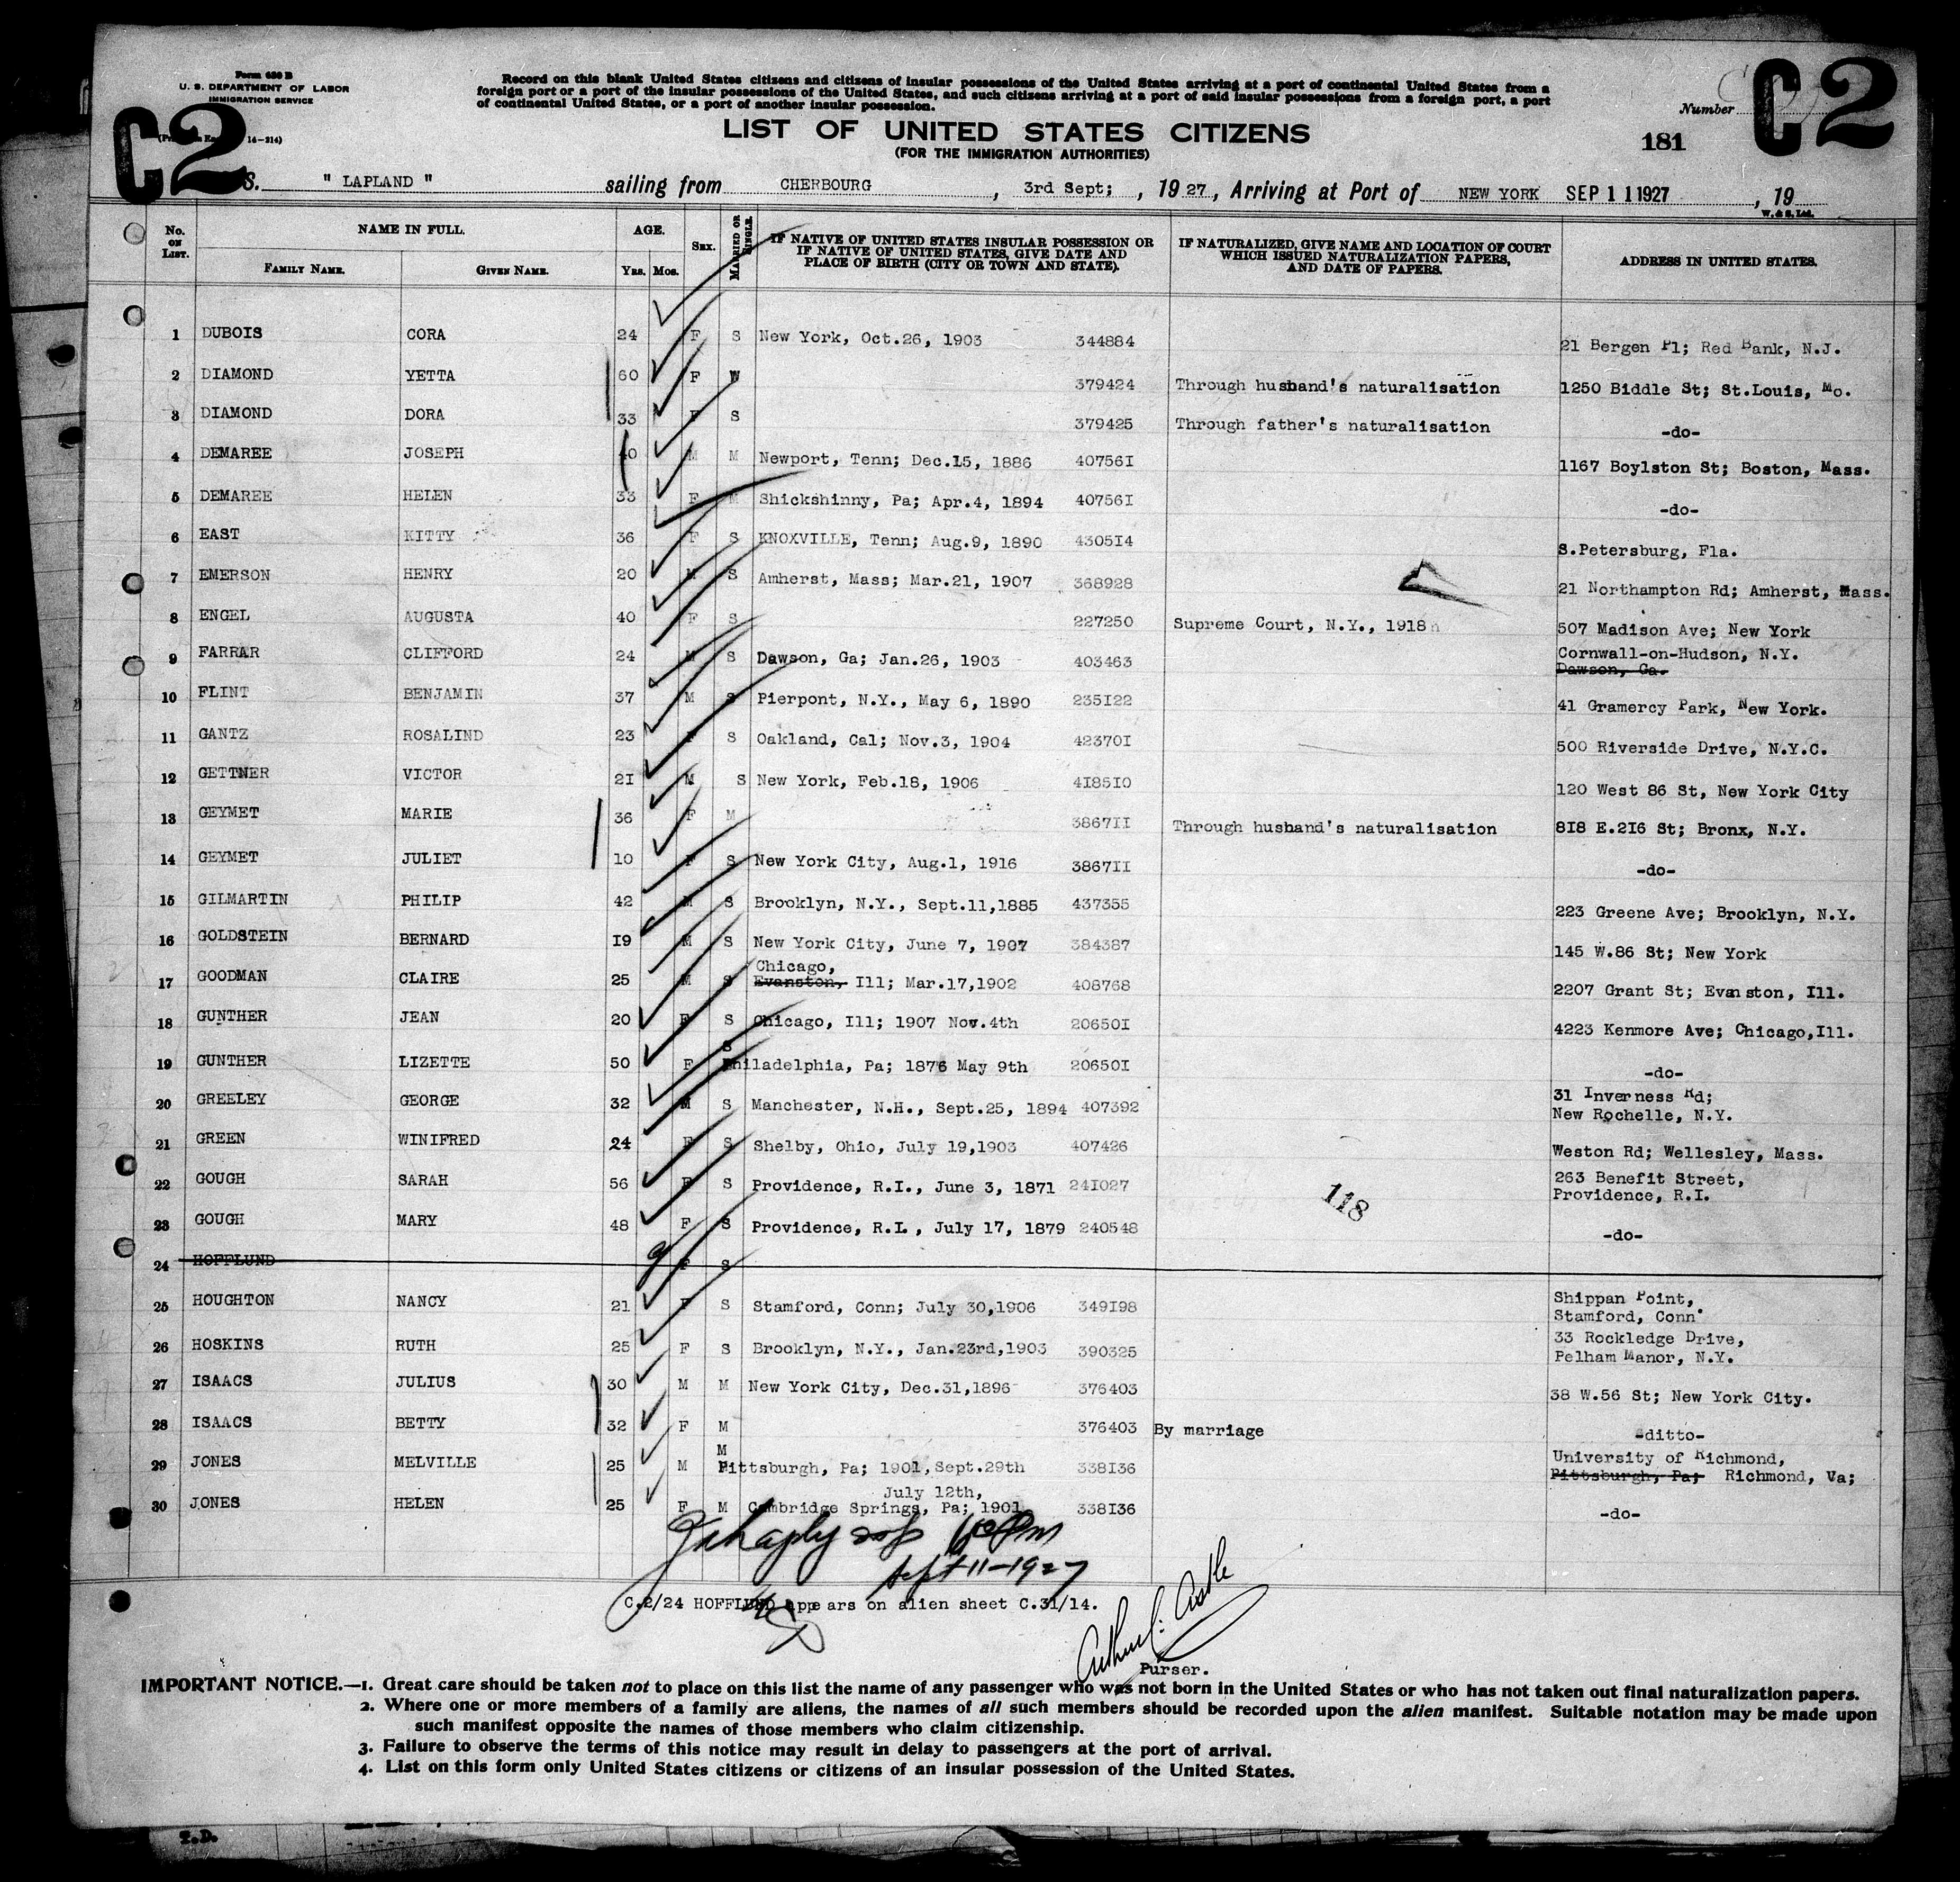 Form 630 B
U. S. DEPARTMENT OF LABOR
IMMIGRATION SERVICE
14-214)
C2
Record on this blank United States citizens and citizens of insular possessions of the United States arriving at a port of continental United States from a
foreign port or a port of the insular possessions of the United States, and such citizens arriving at a port of said insular possessions from a foreign port, a port
of continental United States, or a port of another insular possession.
Number
C2
LIST OF UNITED STATES CITIZENS
(FOR THE IMMIGRATION AUTHORITIES)
181
S. " LAPLAND " sailing from CHERBOURG, 3rd Sept; , 19 27, Arriving at Port of NEW YORK SEP 11 1927, 19
W. & S. Ltd.
No. ON LIST. NAME IN FULL. FAMILY NAME. GIVEN NAME. AGE. YRS. MOS. SEX. MARRIED OR SINGLE. IF NATIVE OF UNITED STATES INSULAR POSSESSION OR IF NATIVE OF UNITED STATES, GIVE DATE AND PLACE OF BIRTH (CITY OR TOWN AND STATE). IF NATURALIZED, GIVE NAME AND LOCATION OF COURT WHICH ISSUED NATURALIZATION PAPERS, AND DATE OF PAPERS. ADDRESS IN UNITED STATES.
1 DUBOIS CORA 24 F S New York, Oct.26, 1903 344884 21 Bergen Pl; Red Bank, N.J.
2 DIAMOND YETTA 60 F W 379424 Through husband's naturalisation 1250 Biddle St; St.Louis, Mo.
3 DIAMOND DORA 33 F S 379425 Through father's naturalisation -do-
4 DEMAREE JOSEPH 40 M M Newport, Tenn; Dec.15, 1886 407561 1167 Boylston St; Boston, Mass.
5 DEMAREE HELEN 33 F M Shickshinny, Pa; Apr.4, 1894 407561 -do-
6 EAST KITTY 36 F S KNOXVILLE, Tenn; Aug.9, 1890 430514 S.Petersburg, Fla.
7 EMERSON HENRY 20 M S Amherst, Mass; Mar.21, 1907 368928 21 Northampton Rd; Amherst, Mass.
8 ENGEL AUGUSTA 40 F S 227250 Supreme Court, N.Y., 1918 507 Madison Ave; New York
9 FARRAR CLIFFORD 24 M S Dawson, Ga; Jan.26, 1903 403463 Cornwall-on-Hudson, N.Y.
Dawson, Ga.
10 FLINT BENJAMIN 37 M S Pierpont, N.Y., May 6, 1890 235122 41 Gramercy Park, New York.
11 GANTZ ROSALIND 23 F S Oakland, Cal; Nov.3, 1904 423701 500 Riverside Drive, N.Y.C.
12 GETTNER VICTOR 21 M S New York, Feb.18, 1906 418510 120 West 86 St, New York City
13 GEYMET MARIE 36 F M 386711 Through husband's naturalisation 818 E.216 St; Bronx, N.Y.
14 GEYMET JULIET 10 F S New York City, Aug.1, 1916 386711 -do-
15 GILMARTIN PHILIP 42 M S Brooklyn, N.Y., Sept.11,1885 437355 223 Greene Ave; Brooklyn, N.Y.
16 GOLDSTEIN BERNARD 19 M S New York City, June 7, 1907 384387 145 W.86 St; New York
Chicago,
17 GOODMAN CLAIRE 25 M S Evanston, Ill; Mar.17,1902 408768 2207 Grant St; Evanston, Ill.
18 GUNTHER JEAN 20 F S Chicago, Ill; 1907 Nov.4th 206501 4223 Kenmore Ave; Chicago,Ill.
19 GUNTHER LIZETTE 50 F S Philadelphia, Pa; 1876 May 9th 206501 -do-
20 GREELEY GEORGE 32 M S Manchester, N.H., Sept.25, 1894 407392 31 Inverness Rd;
New Rochelle, N.Y.
21 GREEN WINIFRED 24 F S Shelby, Ohio, July 19,1903 407426 Weston Rd; Wellesley, Mass.
22 GOUGH SARAH 56 F S Providence, R.I., June 3, 1871 241027 263 Benefit Street,
Providence, R.I.
118
23 GOUGH MARY 48 F S Providence, R.I., July 17, 1879 240548 -do-
24 HOFFLUND F S
25 HOUGHTON NANCY 21 F S Stamford, Conn; July 30,1906 349198 Shippan Point,
Stamford, Conn.
26 HOSKINS RUTH 25 F S Brooklyn, N.Y., Jan.23rd,1903 390325 33 Rockledge Drive,
Pelham Manor, N.Y.
27 ISAACS JULIUS 30 M M New York City, Dec.31,1896 376403 38 W.56 St; New York City.
28 ISAACS BETTY 32 F M 376403 By marriage -ditto-
29 JONES MELVILLE 25 M M Pittsburgh, Pa; 1901,Sept.29th 338136 University of Richmond,
Pittsburgh, Pa; Richmond, Va;
July 12th,
30 JONES HELEN 25 F M Cambridge Springs, Pa; 1901 338136 -do-
Sept 11-1927
C.2/24 HOFFLUND appears on alien sheet C.31/14.
Purser.
IMPORTANT NOTICE.—1. Great care should be taken not to place on this list the name of any passenger who was not born in the United States or who has not taken out final naturalization papers.
2. Where one or more members of a family are aliens, the names of all such members should be recorded upon the alien manifest. Suitable notation may be made upon
such manifest opposite the names of those members who claim citizenship.
3. Failure to observe the terms of this notice may result in delay to passengers at the port of arrival.
4. List on this form only United States citizens or citizens of an insular possession of the United States.
T.D.